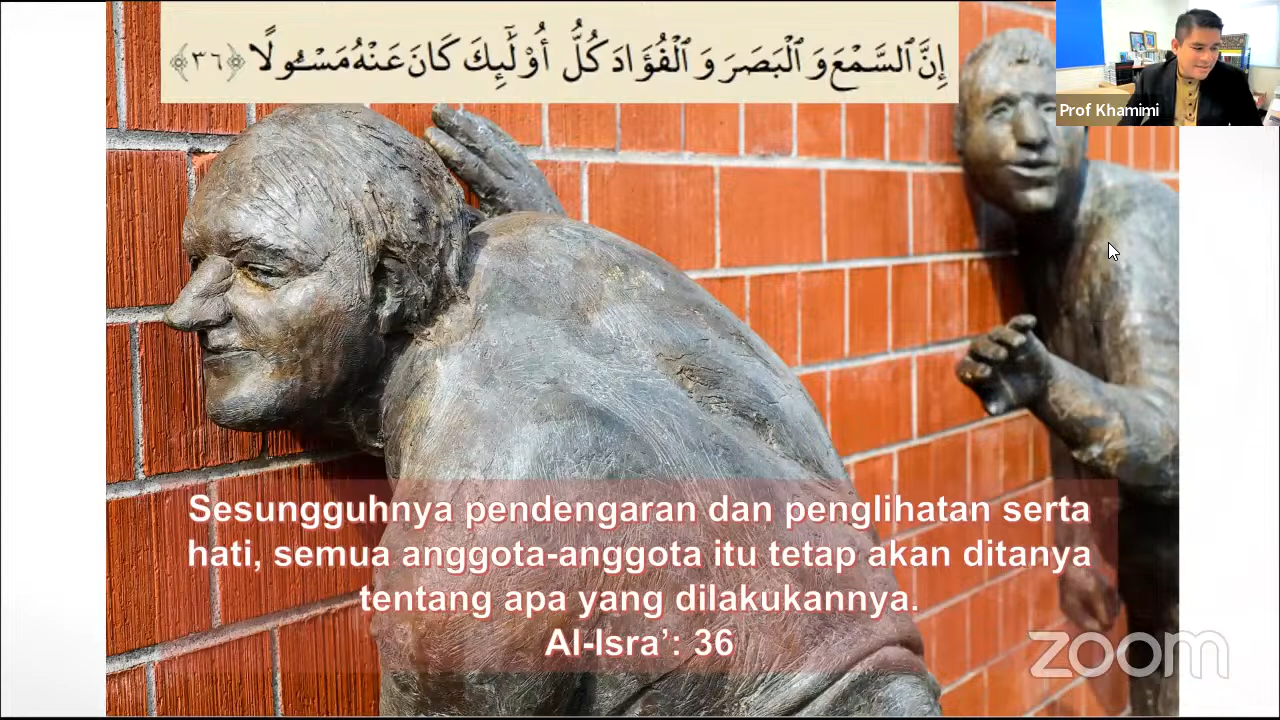 إِنَّ ٱلسَّمْعَ وَ ٱلْبَصَرَ وَ ٱلْفُؤَادَ كُلُّ أُوْلَٰٓئِكَ كَانَ عَنْهُ مَسْـُٔولًا ﴿٣٦﴾
Prof Khamimi
Sesungguhnya pendengaran dan penglihatan serta
hati, semua anggota-anggota itu tetap akan ditanya
tentang apa yang dilakukannya.
Al-Isra’: 36
zoom